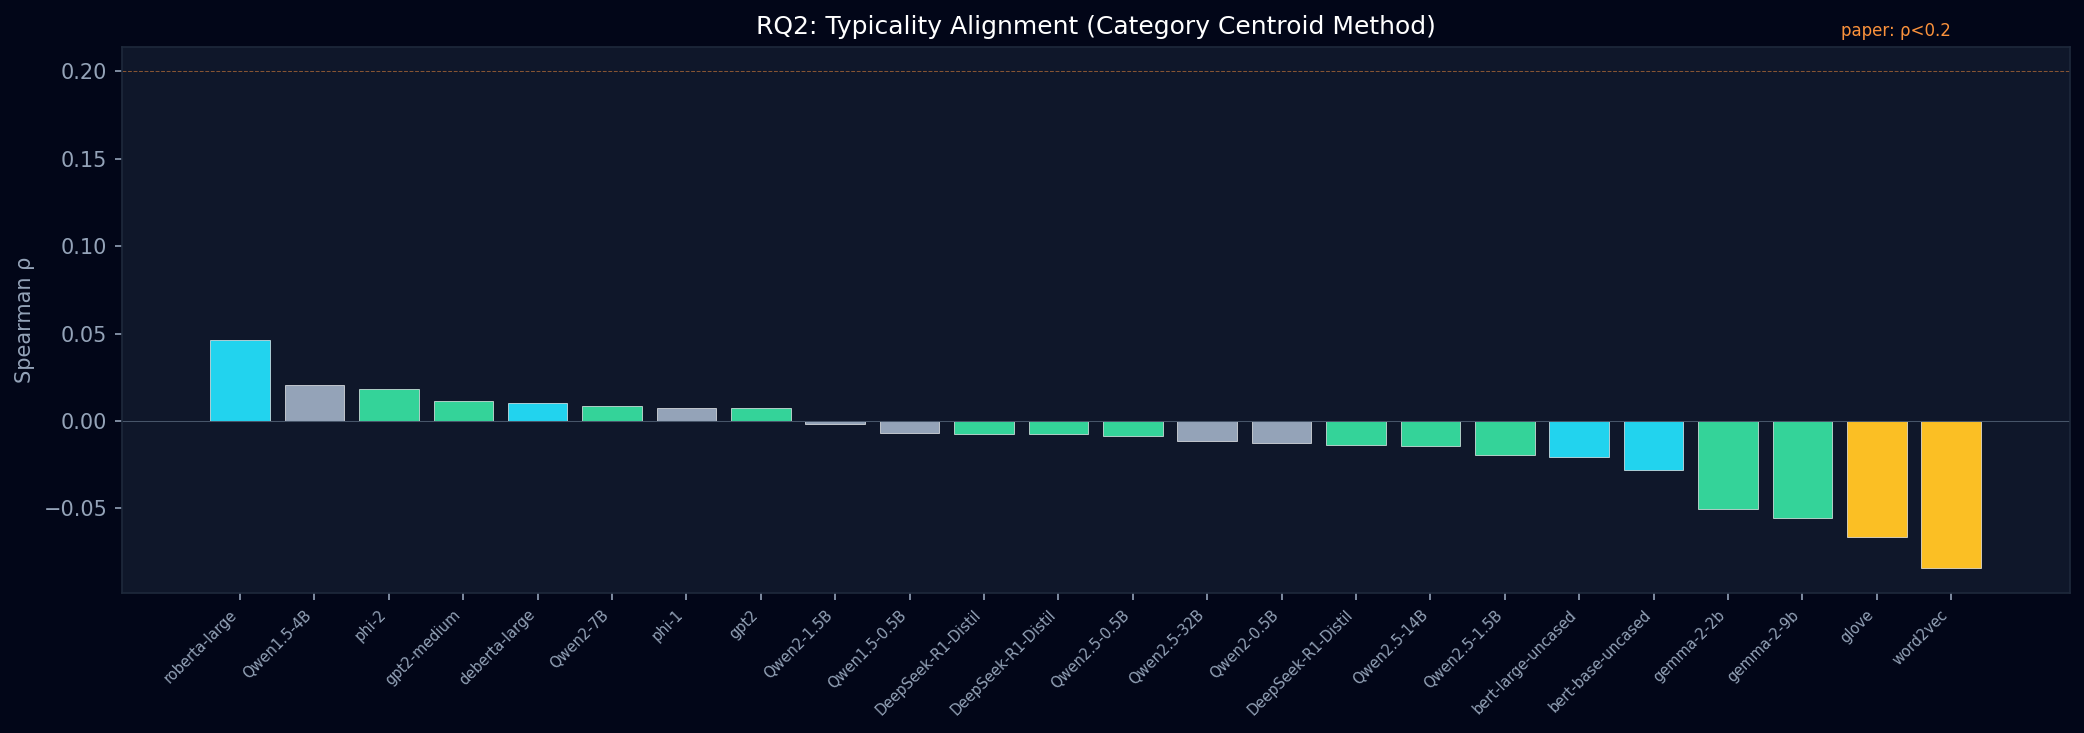 RQ2: Typicality Alignment (Category Centroid Method)
paper: ρ<0.2
Spearman ρ
0.20
0.15
0.10
0.05
0.00
−0.05
roberta-large
Qwen1.5-4B
phi-2
gpt2-medium
deberta-large
Qwen2-7B
phi-1
gpt2
Qwen2-1.5B
Qwen1.5-0.5B
DeepSeek-R1-Distil
DeepSeek-R1-Distil
Qwen2.5-0.5B
Qwen2.5-32B
Qwen2-0.5B
DeepSeek-R1-Distil
Qwen2.5-14B
Qwen2.5-1.5B
bert-large-uncased
bert-base-uncased
gemma-2-2b
gemma-2-9b
glove
word2vec